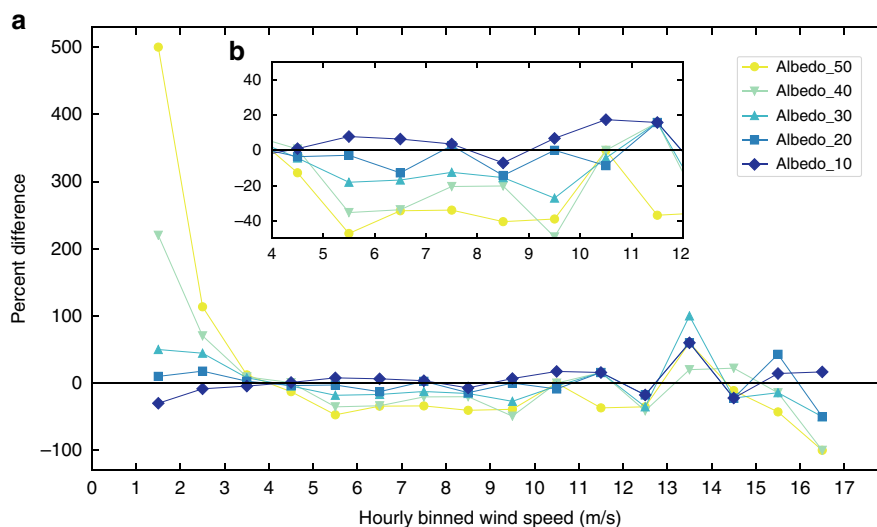 a
b
500
400
300
200
100
0
−100
Percent difference
40
20
0
−20
−40
4 5 6 7 8 9 10 11 12
Albedo_50
Albedo_40
Albedo_30
Albedo_20
Albedo_10
0 1 2 3 4 5 6 7 8 9 10 11 12 13 14 15 16 17
Hourly binned wind speed (m/s)